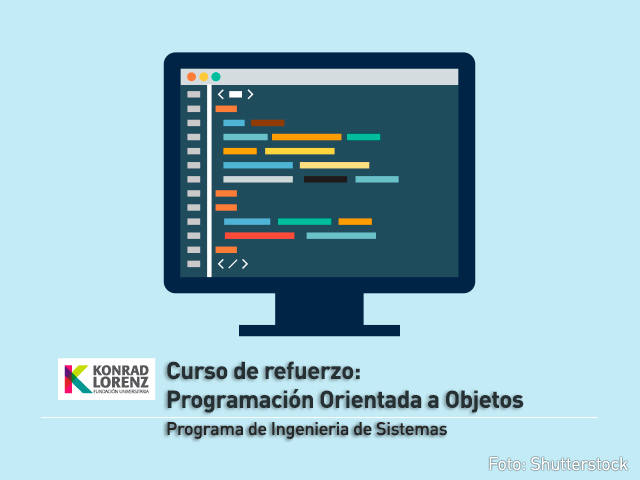 < >
< / >
KONRAD
LORENZ
FUNDACIÓN UNIVERSITARIA
Curso de refuerzo:
Programación Orientada a Objetos
Programa de Ingenieria de Sistemas
Foto: Shutterstock